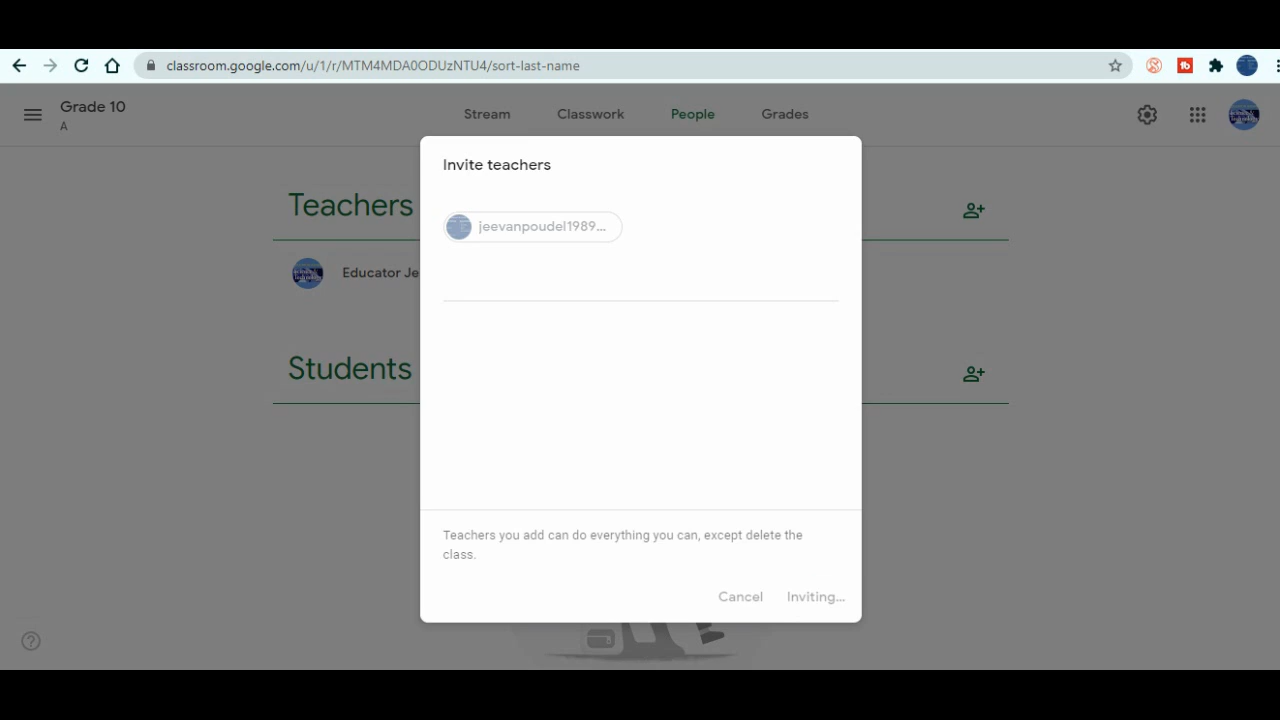 classroom.google.com/u/1/r/MTM4MDA0ODUzNTU4/sort-last-name
Grade 10
A
Stream
Classwork
People
Grades
Invite teachers
Teachers
jeevanpoudel1989...
Educator Je
Students
Teachers you add can do everything you can, except delete the
class.
Cancel
Inviting...